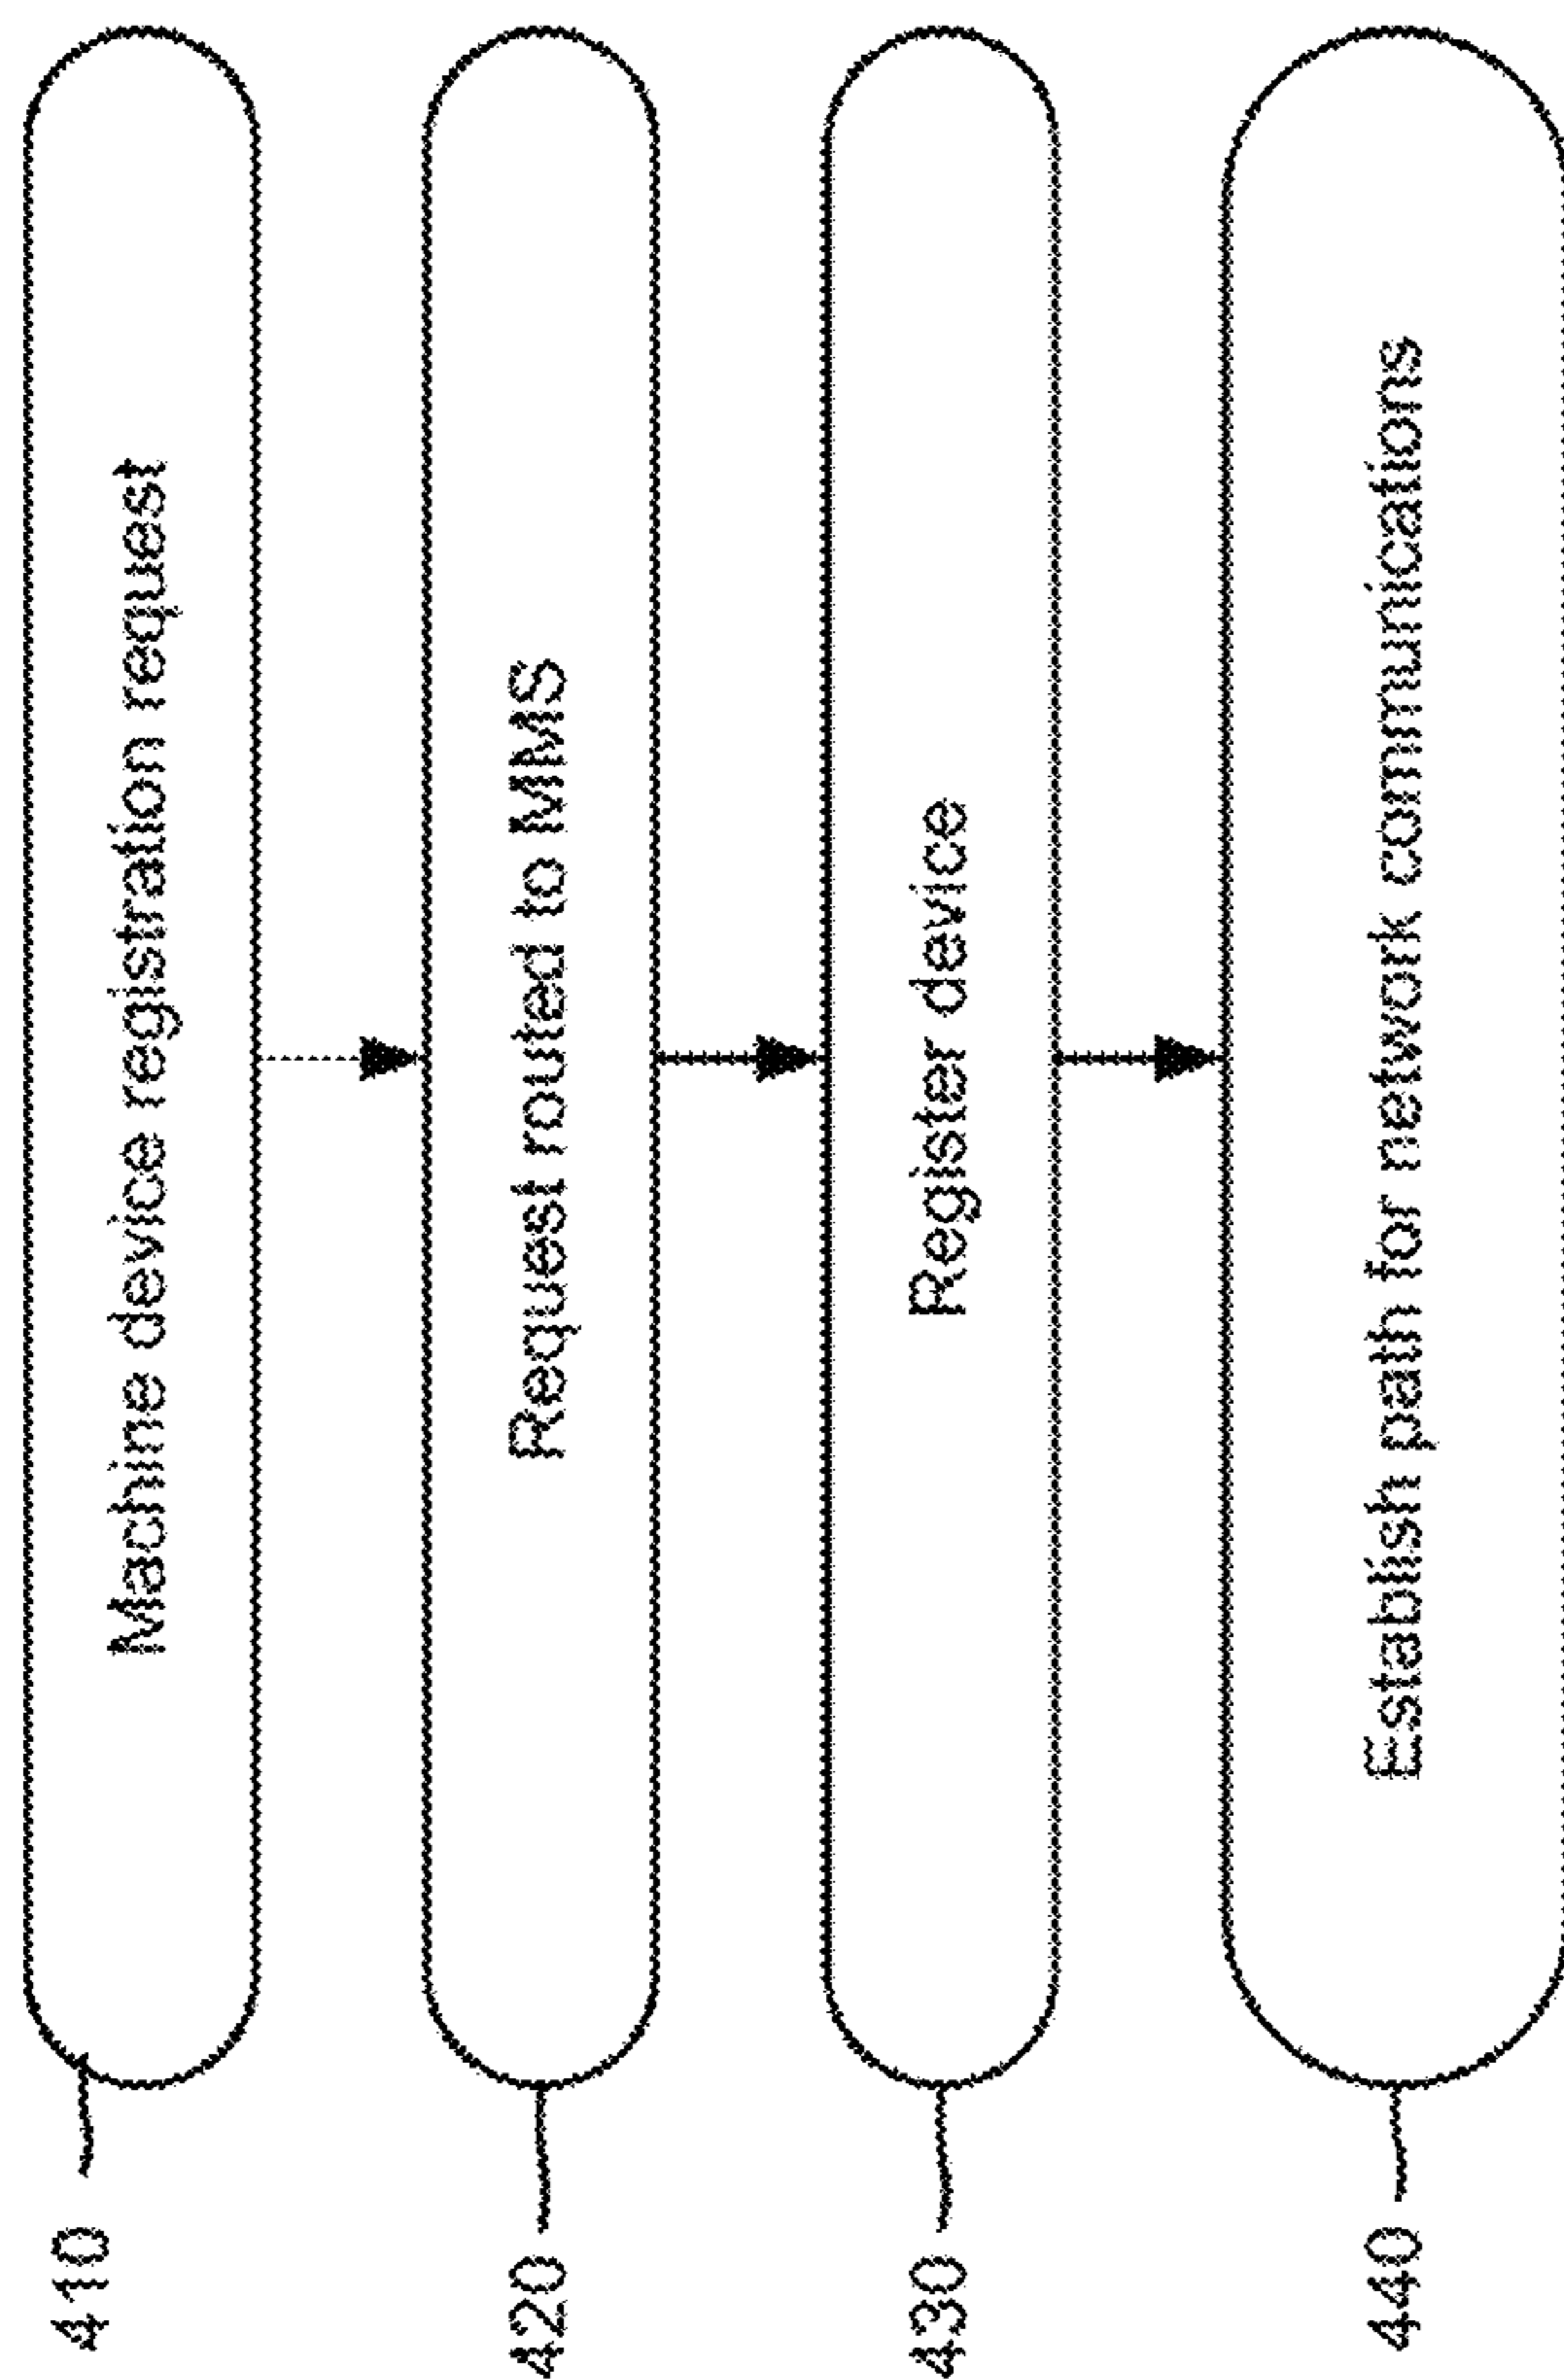 410
Machine device registration request
420
Request routed to MMS
430
Register device
440
Establish path for network communications